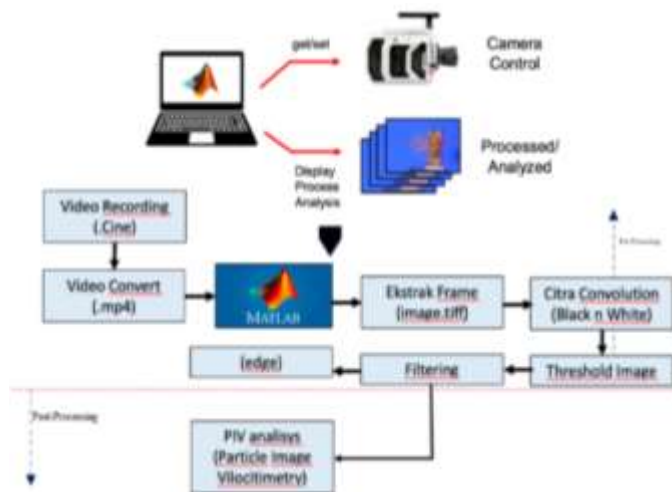 get/set
Camera
Control
Display
Process
Analysis
Processed/
Analyzed
Video Recording
(.Cine)
Video Convert
(.mp4)
MATLAB
Ekstrak Frame
(image.tiff)
Citra Convolution
(Black n White)
(edge)
Filtering
Threshold Image
Post-Processing
PIV analisys
(Particle Image
Vilocitimetry)